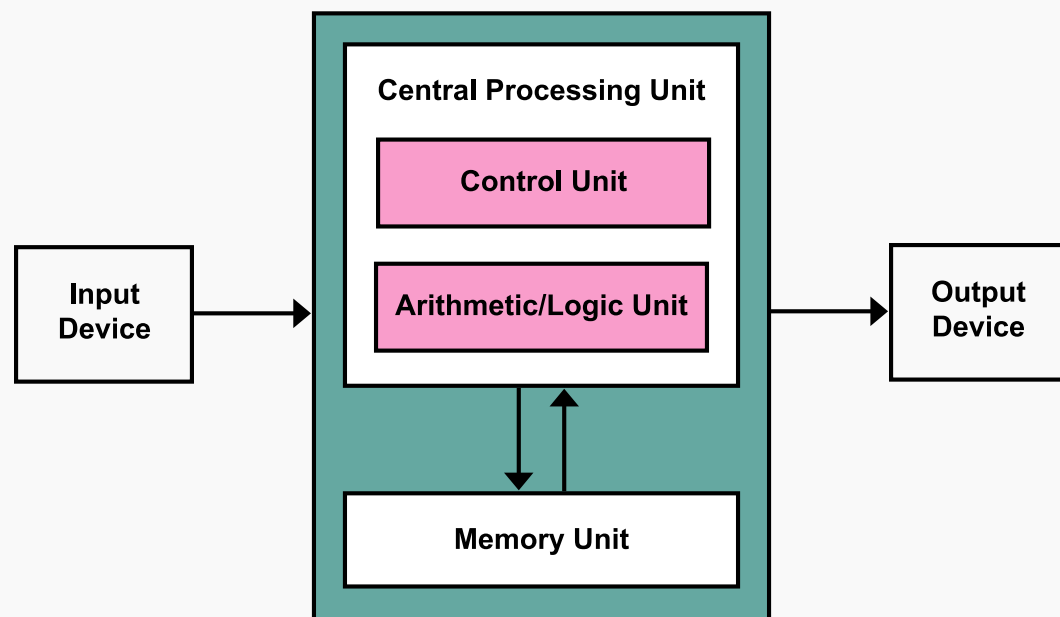 Central Processing Unit
Control Unit
Arithmetic/Logic Unit
Input
Device
Output
Device
Memory Unit